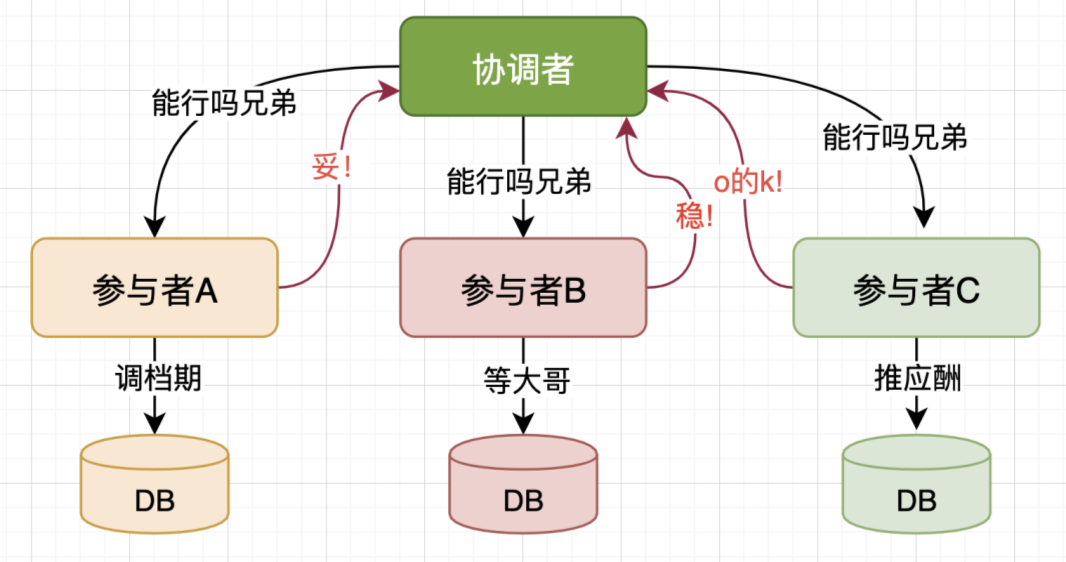 协调者
能行吗兄弟
妥！
能行吗兄弟
稳!
o的k!
能行吗兄弟
参与者A
参与者B
参与者C
调档期
等大哥
推应酬
DB
DB
DB